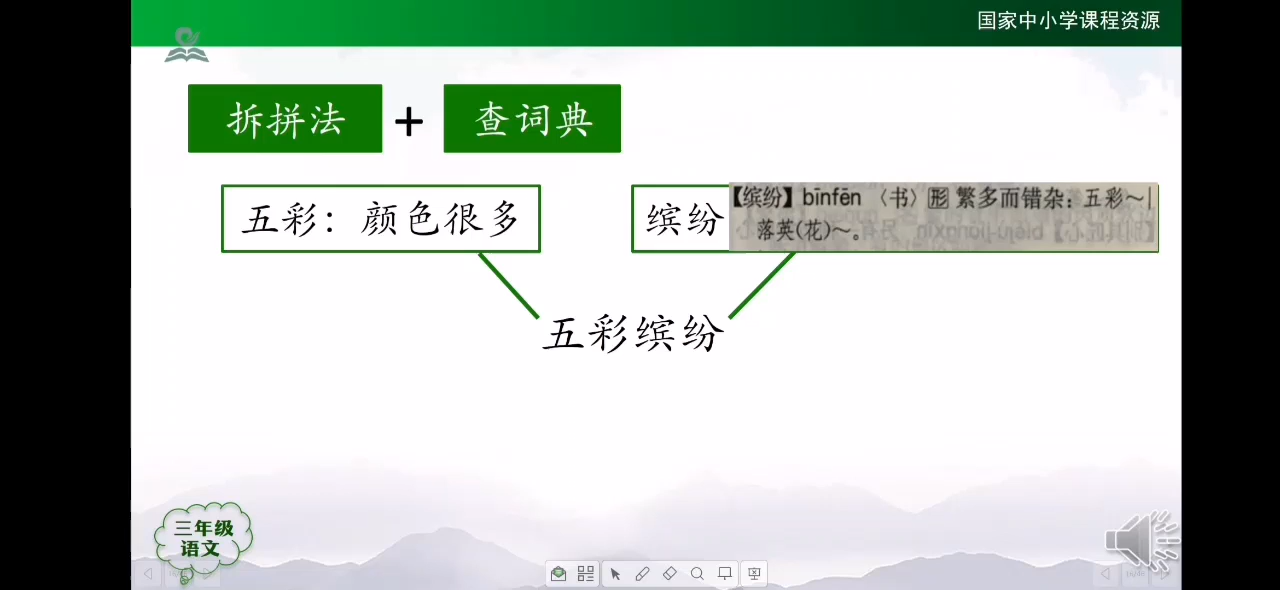 国家中小学课程资源
拆拼法 + 查词典
五彩：颜色很多
缤纷
【缤纷】bīnfēn 〈书〉形 繁多而错杂：五彩～|
落英(花)～。
五彩缤纷
三年级
语文